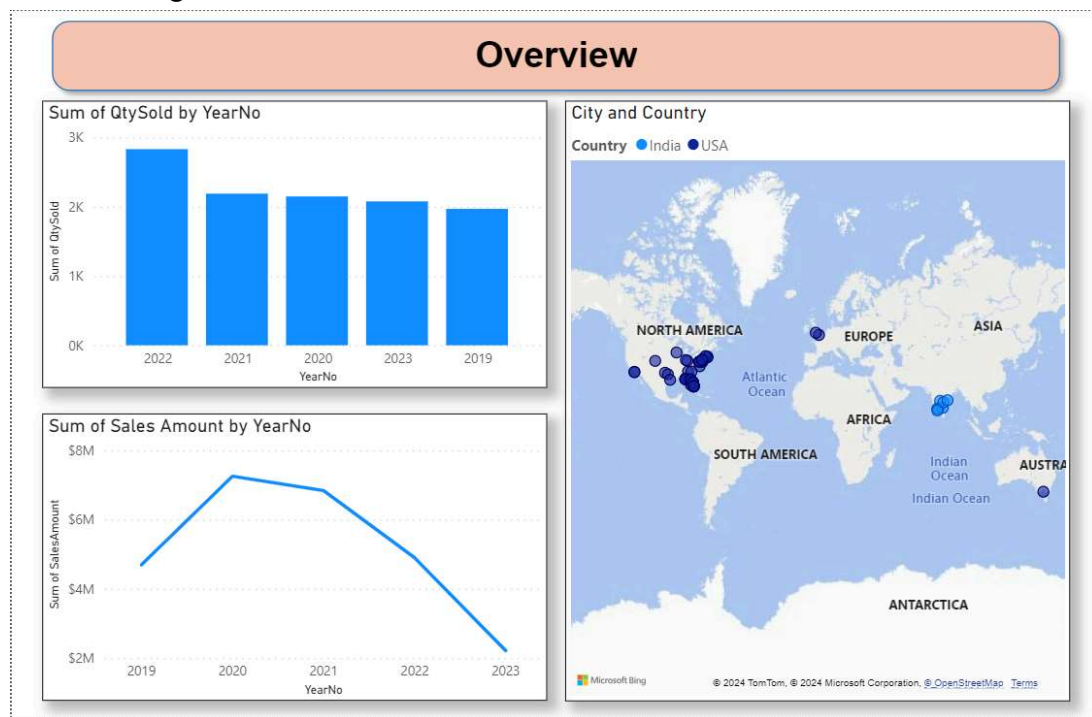 Overview
Sum of QtySold by YearNo
3K
2K
1K
0K
Sum of QtySold
2022 2021 2020 2023 2019
YearNo
Sum of Sales Amount by YearNo
$8M
$6M
$4M
$2M
Sum of SalesAmount
2019 2020 2021 2022 2023
YearNo
City and Country
Country India USA
NORTH AMERICA
EUROPE
ASIA
Atlantic
Ocean
AFRICA
SOUTH AMERICA
Indian
Ocean
AUSTRA
Indian Ocean
ANTARCTICA
Microsoft Bing
© 2024 TomTom, © 2024 Microsoft Corporation, © OpenStreetMap Terms